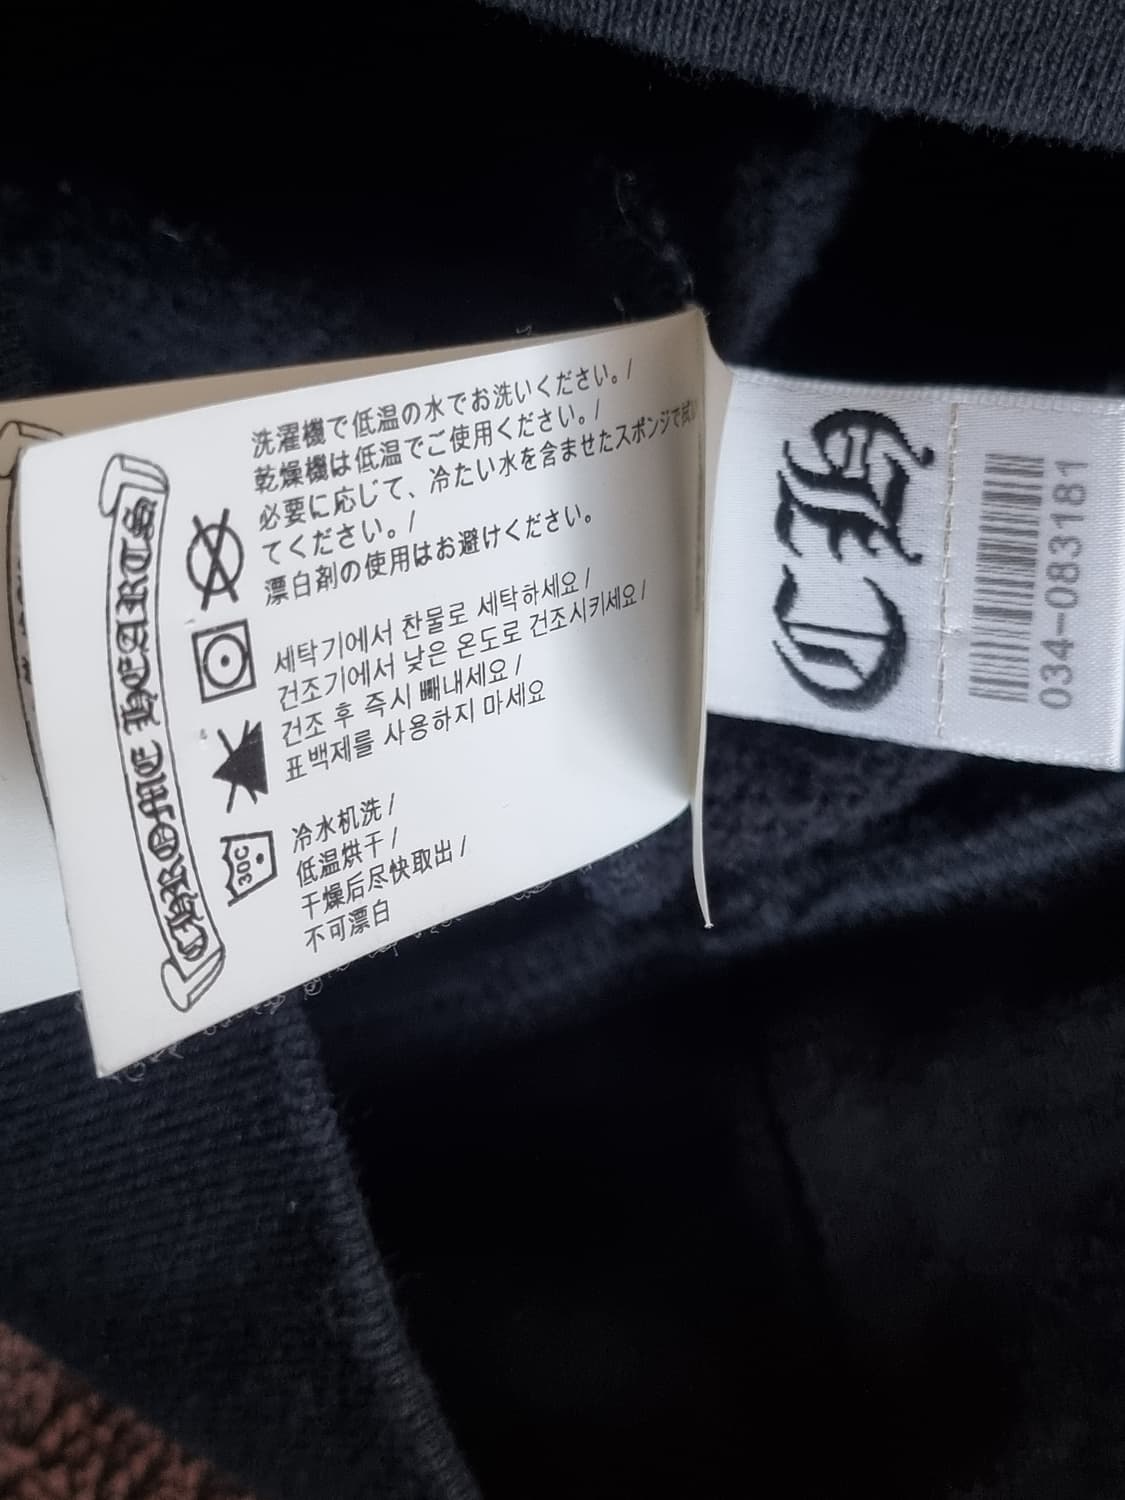 CHROME HEARTS
洗濯機で低温の水でお洗いください。/
乾燥機は低温でご使用ください。/
必要に応じて、冷たい水を含ませたスポンジで拭い
てください。/
漂白剤の使用はお避けください。
세탁기에서 찬물로 세탁하세요 /
건조기에서 낮은 온도로 건조시키세요 /
건조 후 즉시 빼내세요 /
표백제를 사용하지 마세요
冷水机洗 /
低温烘干 /
干燥后尽快取出 /
不可漂白
30C
CH
034-083181